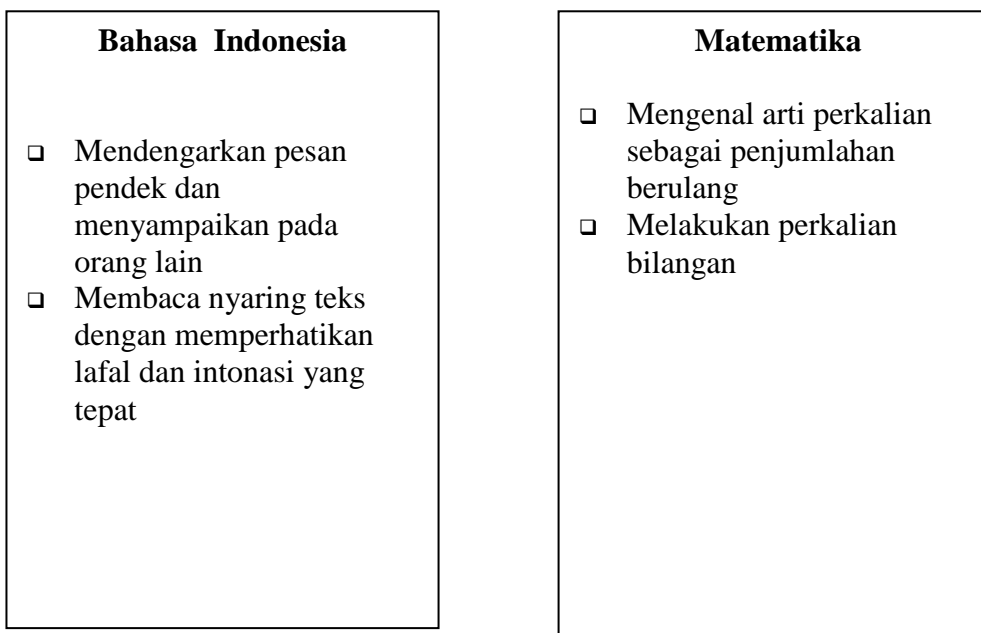 Bahasa Indonesia
❑ Mendengarkan pesan
pendek dan
menyampaikan pada
orang lain
❑ Membaca nyaring teks
dengan memperhatikan
lafal dan intonasi yang
tepat
Matematika
❑ Mengenal arti perkalian
sebagai penjumlahan
berulang
❑ Melakukan perkalian
bilangan